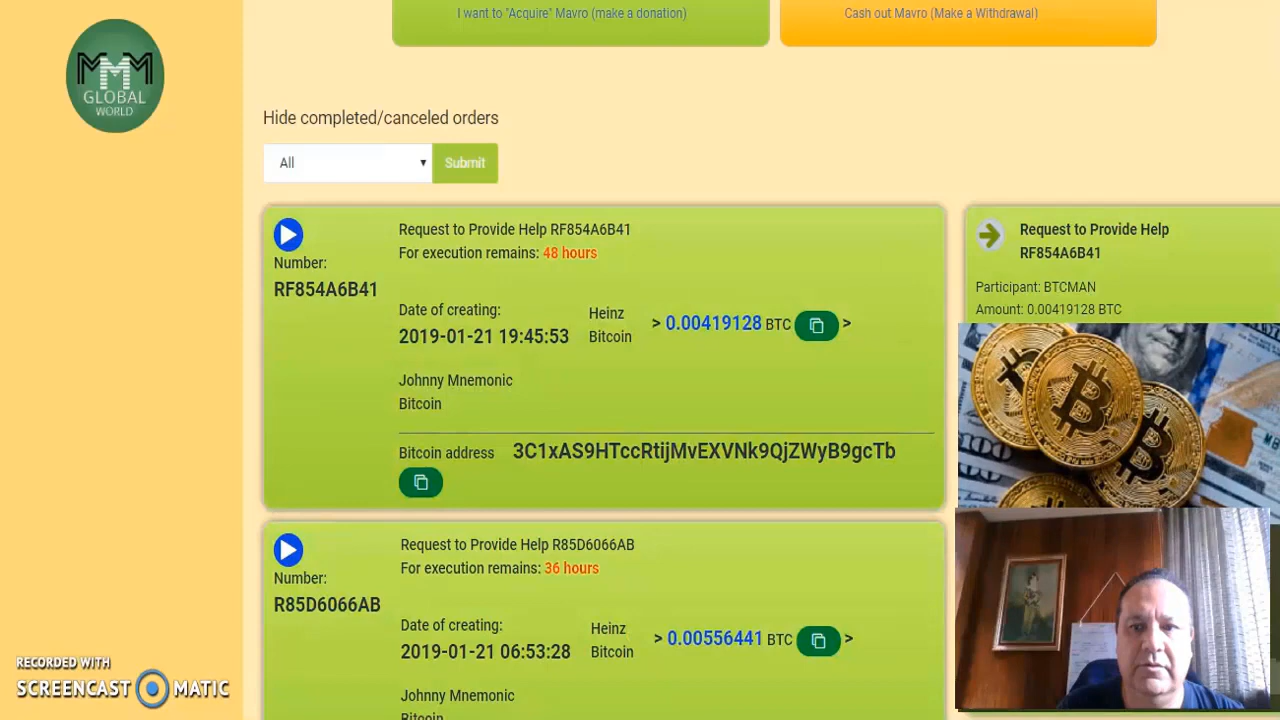 I want to "Acquire" Mavro (make a donation)
Cash out Mavro (Make a Withdrawal)
MMM
GLOBAL
WORLD
Hide completed/canceled orders
All
Submit
Request to Provide Help RF854A6B41
For execution remains: 48 hours
Number:
RF854A6B41
Date of creating:
2019-01-21 19:45:53
Heinz
Bitcoin
> 0.00419128 BTC >
Johnny Mnemonic
Bitcoin
Bitcoin address 3C1xAS9HTccRtijMvEXVNk9QjZWyB9gcTb
Request to Provide Help
RF854A6B41
Participant: BTCMAN
Amount: 0.00419128 BTC
Request to Provide Help R85D6066AB
For execution remains: 36 hours
Number:
R85D6066AB
Date of creating:
2019-01-21 06:53:28
Heinz
Bitcoin
> 0.00556441 BTC >
Johnny Mnemonic
Bitcoin
RECORDED WITH
SCREENCAST MATIC